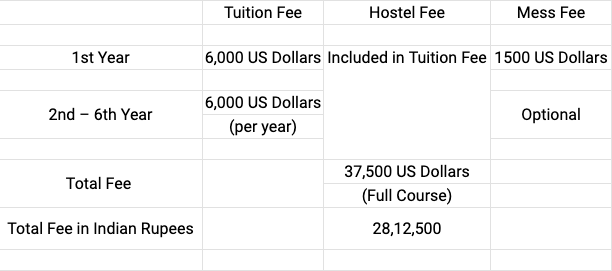 Tuition Fee Hostel Fee Mess Fee
1st Year 6,000 US Dollars Included in Tuition Fee 1500 US Dollars
2nd – 6th Year 6,000 US Dollars (per year) Optional
Total Fee 37,500 US Dollars (Full Course)
Total Fee in Indian Rupees 28,12,500